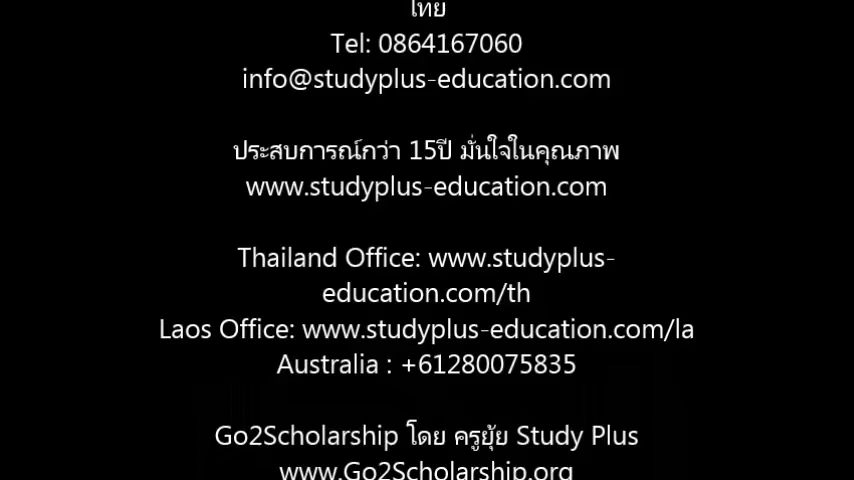 ไทย
Tel: 0864167060
info@studyplus-education.com
ประสบการณ์กว่า 15ปี มั่นใจในคุณภาพ
www.studyplus-education.com
Thailand Office: www.studyplus-
education.com/th
Laos Office: www.studyplus-education.com/la
Australia : +61280075835
Go2Scholarship โดย ครูยุ้ย Study Plus
www.Go2Scholarship.org